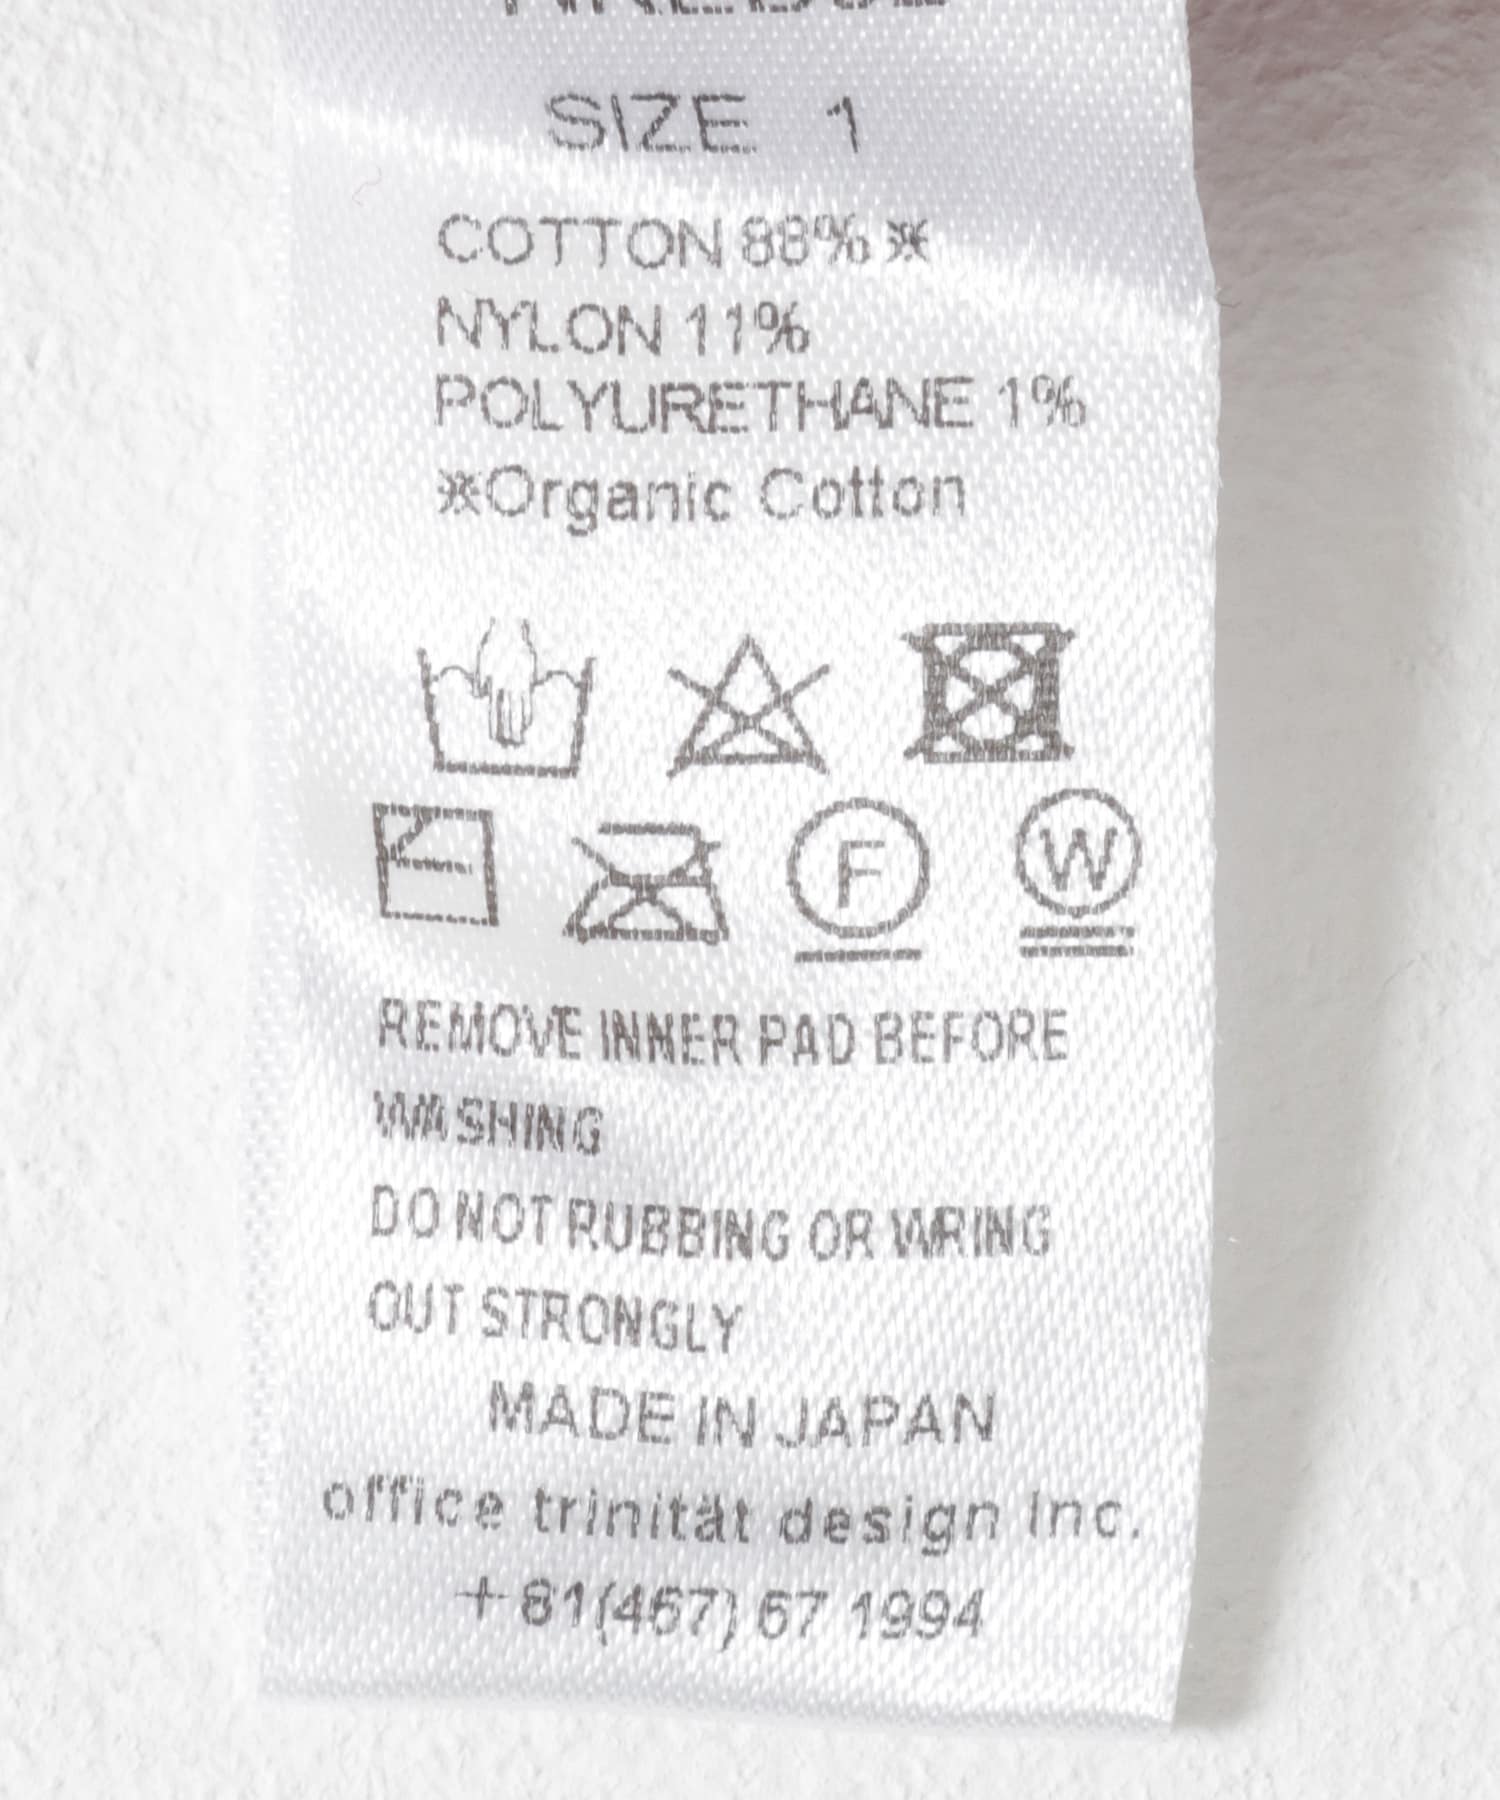 SIZE 1
COTTON 88%※
NYLON 11%
POLYURETHANE 1%
※Organic Cotton
F
W
REMOVE INNER PAD BEFORE
WASHING
DO NOT RUBBING OR WRING
OUT STRONGLY
MADE IN JAPAN
office trinität design Inc.
+81(467) 67 1994